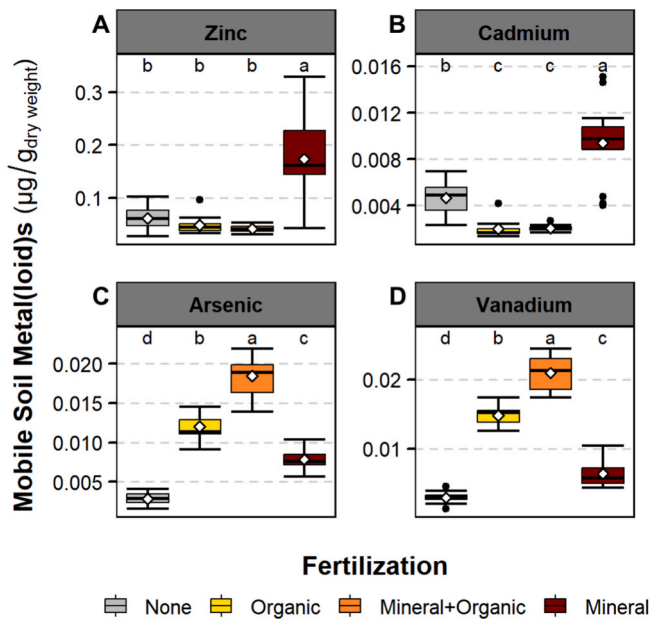 Mobile Soil Metal(loid)s (µg/g dry weight)
A
Zinc
b b b a
0.3
0.2
0.1
B
Cadmium
b c c a
0.016
0.012
0.008
0.004
C
Arsenic
d b a c
0.020
0.015
0.010
0.005
D
Vanadium
d b a c
0.02
0.01
Fertilization
None Organic Mineral+Organic Mineral